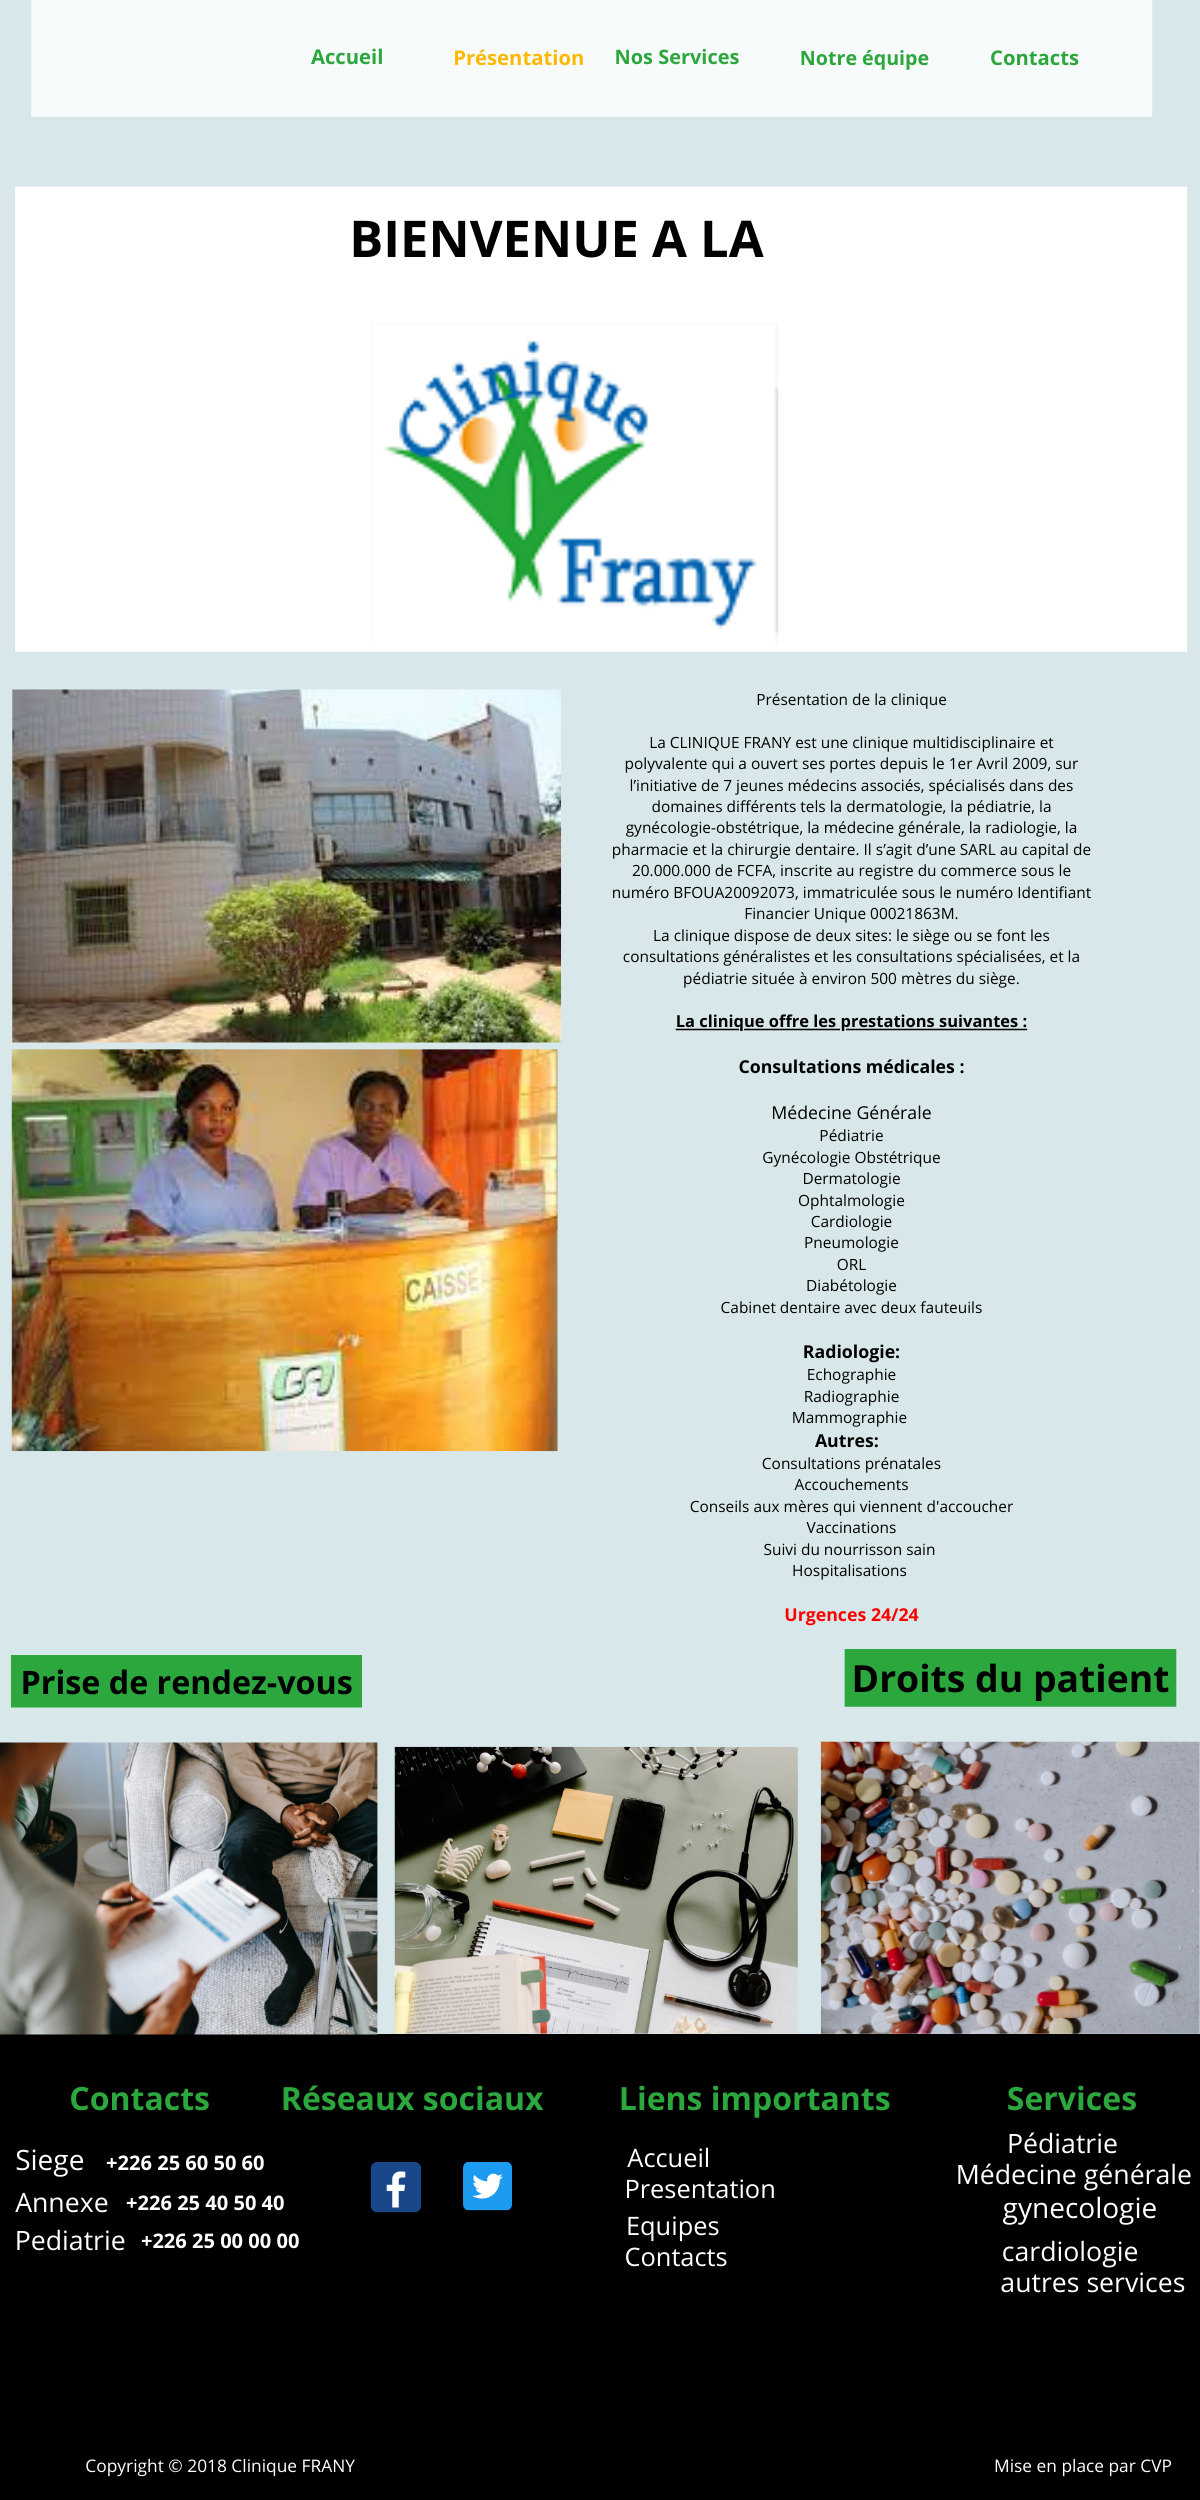 Accueil
Présentation
Nos Services
Notre équipe
Contacts
BIENVENUE A LA
Clinique
Frany
Présentation de la clinique
La CLINIQUE FRANY est une clinique multidisciplinaire et
polyvalente qui a ouvert ses portes depuis le 1er Avril 2009, sur
l’initiative de 7 jeunes médecins associés, spécialisés dans des
domaines différents tels la dermatologie, la pédiatrie, la
gynécologie-obstétrique, la médecine générale, la radiologie, la
pharmacie et la chirurgie dentaire. Il s’agit d’une SARL au capital de
20.000.000 de FCFA, inscrite au registre du commerce sous le
numéro BFOUA20092073, immatriculée sous le numéro Identifiant
Financier Unique 00021863M.
La clinique dispose de deux sites: le siège ou se font les
consultations généralistes et les consultations spécialisées, et la
pédiatrie située à environ 500 mètres du siège.
La clinique offre les prestations suivantes :
Consultations médicales :
Médecine Générale
Pédiatrie
Gynécologie Obstétrique
Dermatologie
Ophtalmologie
Cardiologie
Pneumologie
ORL
Diabétologie
Cabinet dentaire avec deux fauteuils
Radiologie:
Echographie
Radiographie
Mammographie
Autres:
Consultations prénatales
Accouchements
Conseils aux mères qui viennent d'accoucher
Vaccinations
Suivi du nourrisson sain
Hospitalisations
Urgences 24/24
CAISSE
GA
Prise de rendez-vous
Droits du patient
Contacts
Siege +226 25 60 50 60
Annexe +226 25 40 50 40
Pediatrie +226 25 00 00 00
Réseaux sociaux
Liens importants
Accueil
Presentation
Equipes
Contacts
Services
Pédiatrie
Médecine générale
gynecologie
cardiologie
autres services
Copyright © 2018 Clinique FRANY
Mise en place par CVP